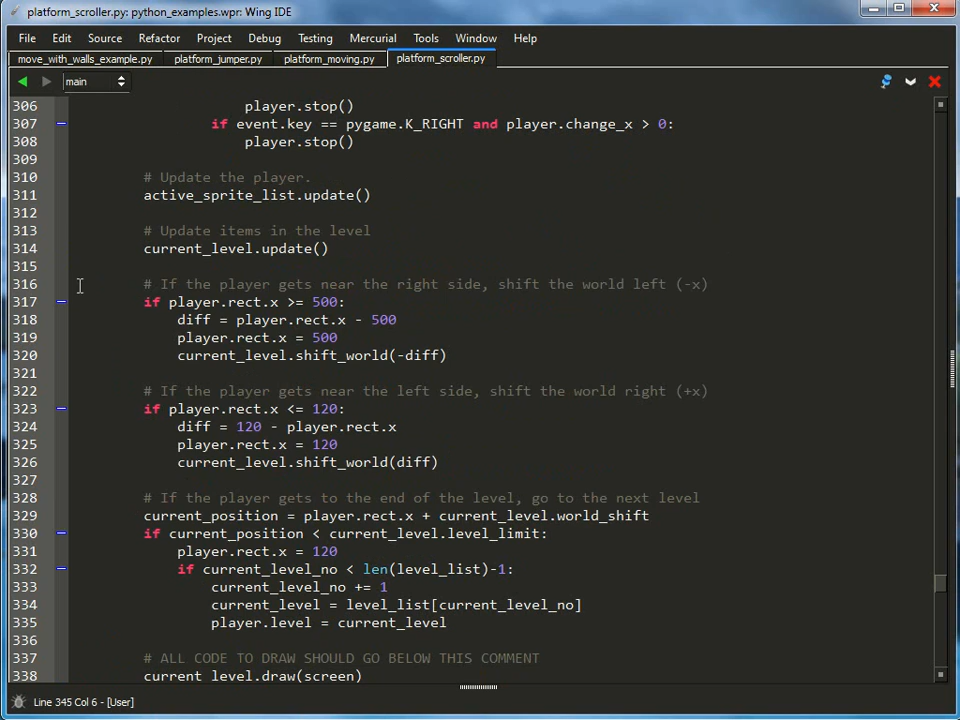 platform_scroller.py: python_examples.wpr: Wing IDE
File Edit Source Refactor Project Debug Testing Mercurial Tools Window Help
move_with_walls_example.py platform_jumper.py platform_moving.py platform_scroller.py
main
306 player.stop()
307 if event.key == pygame.K_RIGHT and player.change_x > 0:
308 player.stop()
309
310 # Update the player.
311 active_sprite_list.update()
312
313 # Update items in the level
314 current_level.update()
315
316 # If the player gets near the right side, shift the world left (-x)
317 if player.rect.x >= 500:
318 diff = player.rect.x - 500
319 player.rect.x = 500
320 current_level.shift_world(-diff)
321
322 # If the player gets near the left side, shift the world right (+x)
323 if player.rect.x <= 120:
324 diff = 120 - player.rect.x
325 player.rect.x = 120
326 current_level.shift_world(diff)
327
328 # If the player gets to the end of the level, go to the next level
329 current_position = player.rect.x + current_level.world_shift
330 if current_position < current_level.level_limit:
331 player.rect.x = 120
332 if current_level_no < len(level_list)-1:
333 current_level_no += 1
334 current_level = level_list[current_level_no]
335 player.level = current_level
336
337 # ALL CODE TO DRAW SHOULD GO BELOW THIS COMMENT
338 current_level.draw(screen)
Line 345 Col 6 - [User]